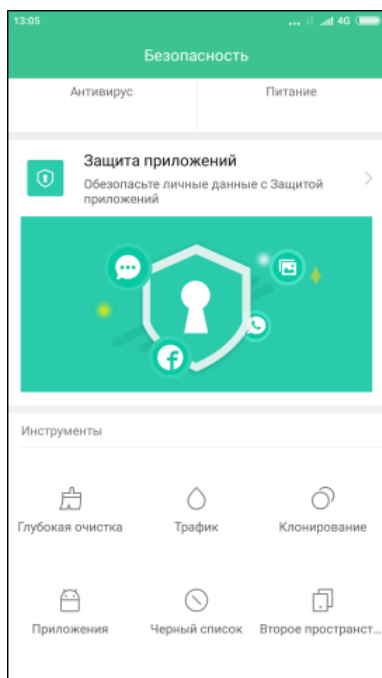 13:05 ... 4G
Безопасность
Антивирус Питание
Защита приложений
Обезопасьте личные данные с Защитой
приложений
Инструменты
Глубокая очистка Трафик Клонирование
Приложения Черный список Второе пространст...